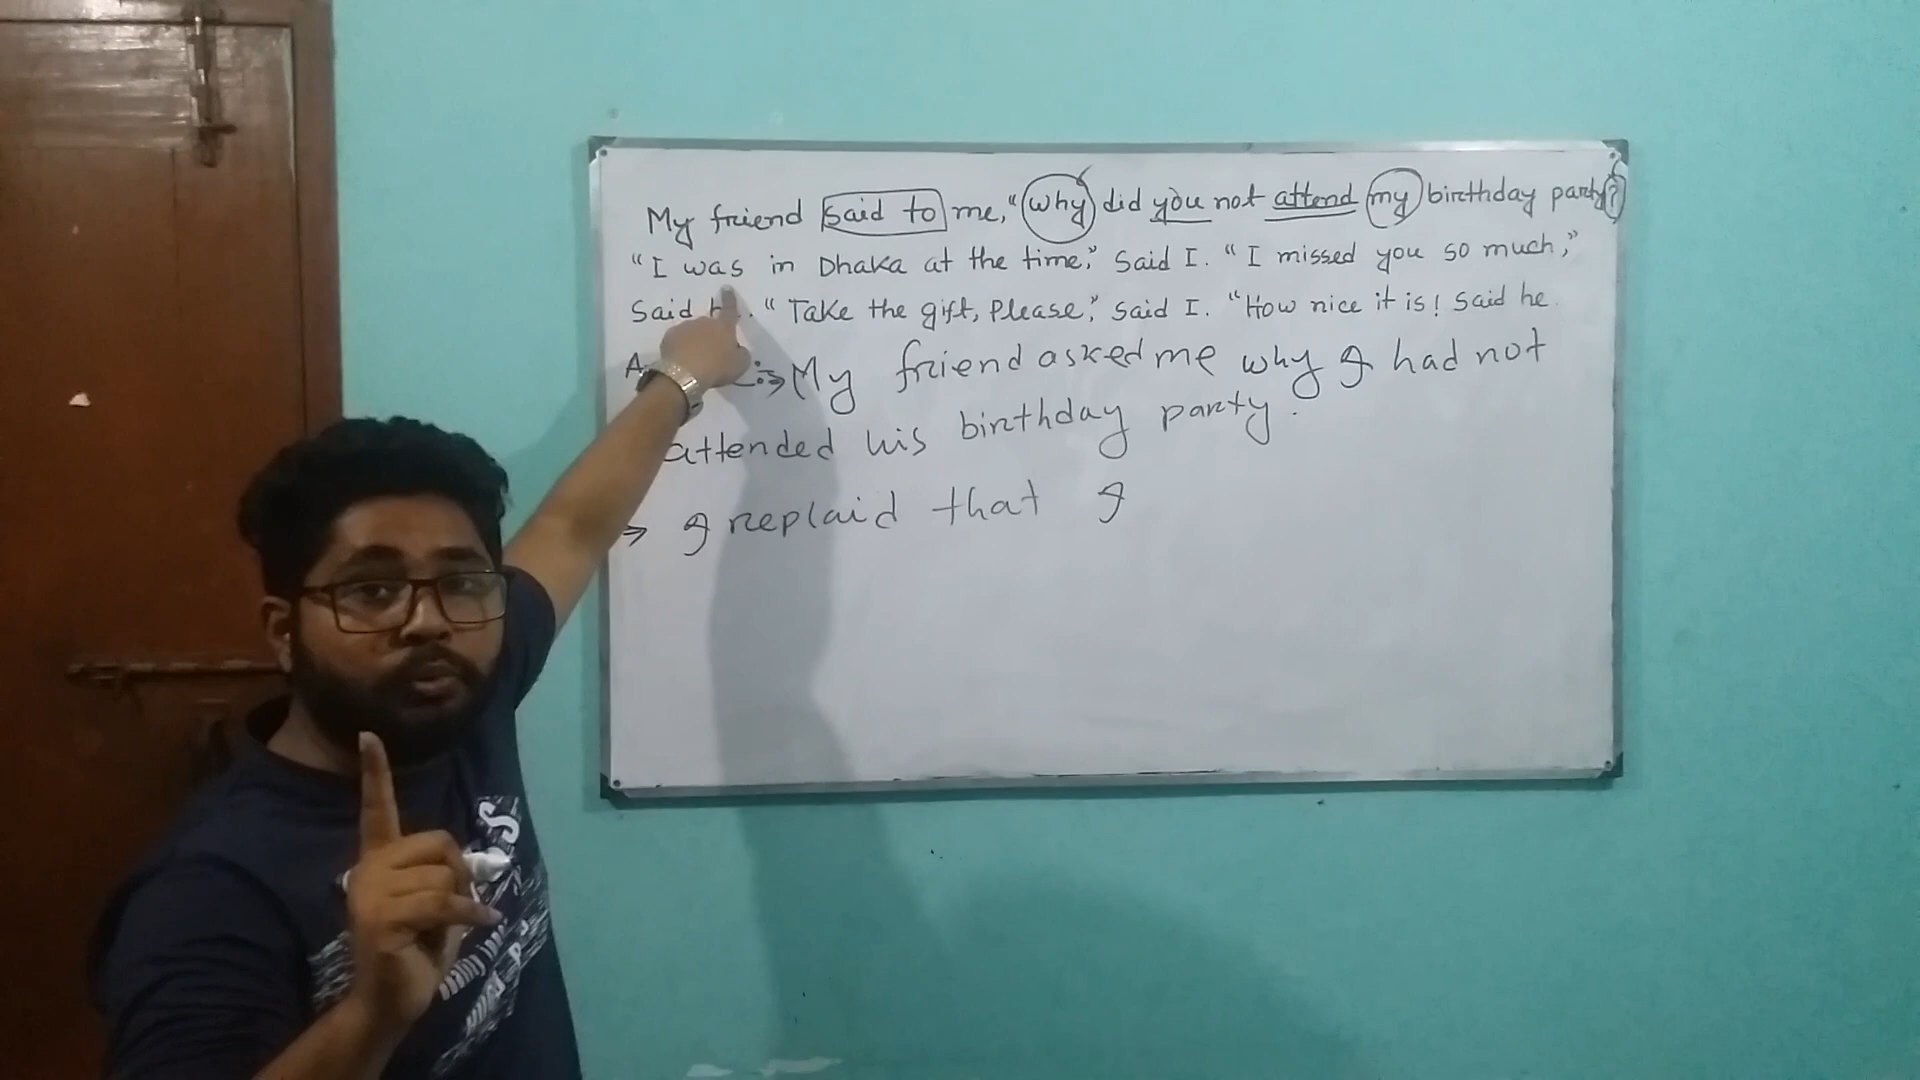 My friend said to me, "why did you not attend my birthday party?
"I was in Dhaka at the time," Said I. "I missed you so much,"
Said . "Take the gift, Please," Said I. "How nice it is! Said he.
My friend asked me why I had not
attended his birthday party.
→ I replaid that I